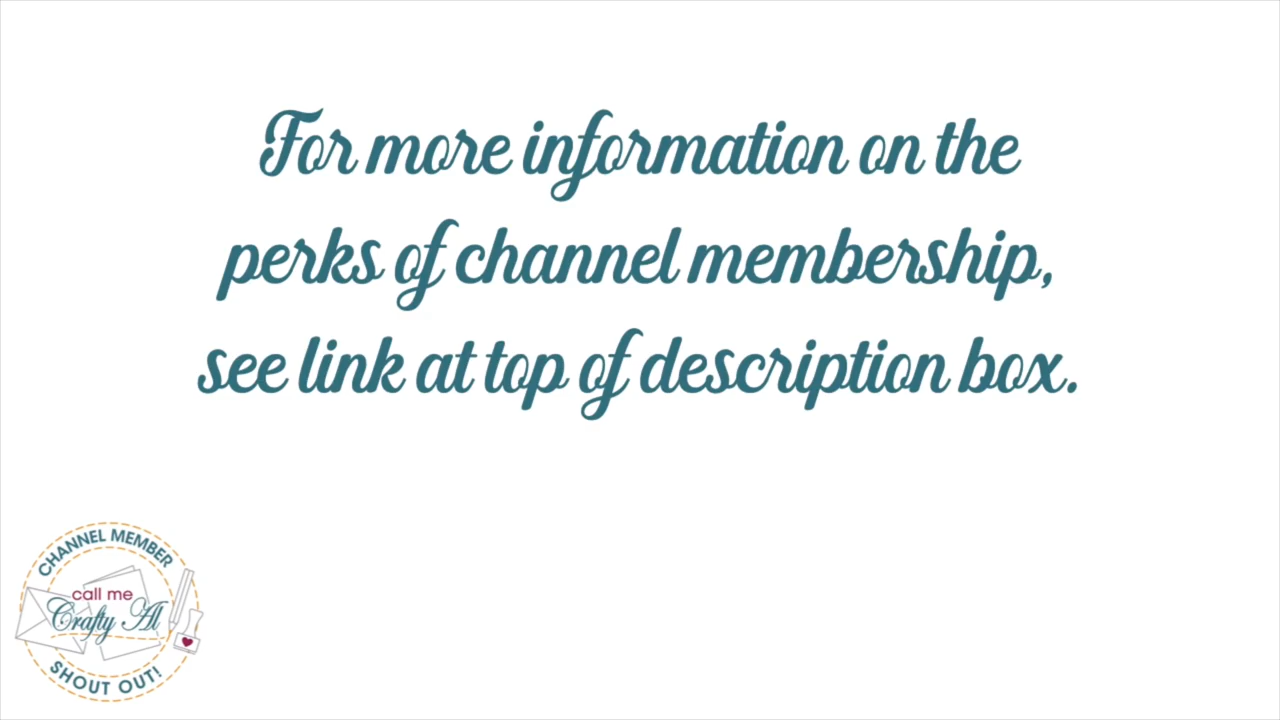 For more information on the
perks of channel membership,
see link at top of description box.
CHANNEL MEMBER
call me
Crafty Al
SHOUT OUT!